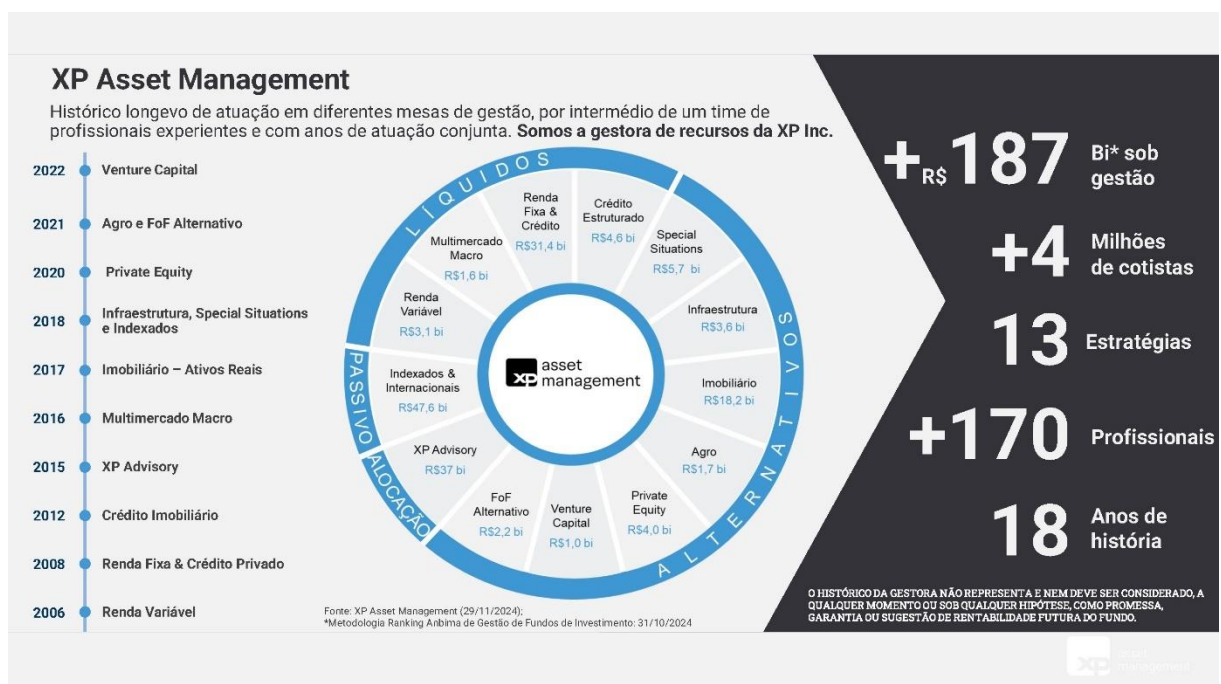 XP Asset Management
Histórico longevo de atuação em diferentes mesas de gestão, por intermédio de um time de
profissionais experientes e com anos de atuação conjunta. Somos a gestora de recursos da XP Inc.
2022 Venture Capital
2021 Agro e FoF Alternativo
2020 Private Equity
2018 Infraestrutura, Special Situations
e Indexados
2017 Imobiliário – Ativos Reais
2016 Multimercado Macro
2015 XP Advisory
2012 Crédito Imobiliário
2008 Renda Fixa & Crédito Privado
2006 Renda Variável
LÍQUIDOS
Renda
Variável
R$3,1 bi
Multimercado
Macro
R$1,6 bi
Renda
Fixa &
Crédito
R$31,4 bi
Crédito
Estruturado
R$4,6 bi
ALTERNATIVOS
Special
Situations
R$5,7 bi
Infraestrutura
R$3,6 bi
Imobiliário
R$18,2 bi
Agro
R$1,7 bi
Private
Equity
R$4,0 bi
Venture
Capital
R$1,0 bi
FoF
Alternativo
R$2,2 bi
ALOCAÇÃO
XP Advisory
R$37 bi
PASSIVO
Indexados &
Internacionais
R$47,6 bi
xp asset
management
Fonte: XP Asset Management (29/11/2024);
*Metodologia Ranking Anbima de Gestão de Fundos de Investimento: 31/10/2024
+R$187 Bi* sob
gestão
+4 Milhões
de cotistas
13 Estratégias
+170 Profissionais
18 Anos de
história
O HISTÓRICO DA GESTORA NÃO REPRESENTA E NEM DEVE SER CONSIDERADO, A
QUALQUER MOMENTO OU SOB QUALQUER HIPÓTESE, COMO PROMESSA,
GARANTIA OU SUGESTÃO DE RENTABILIDADE FUTURA DO FUNDO.
xp asset
management